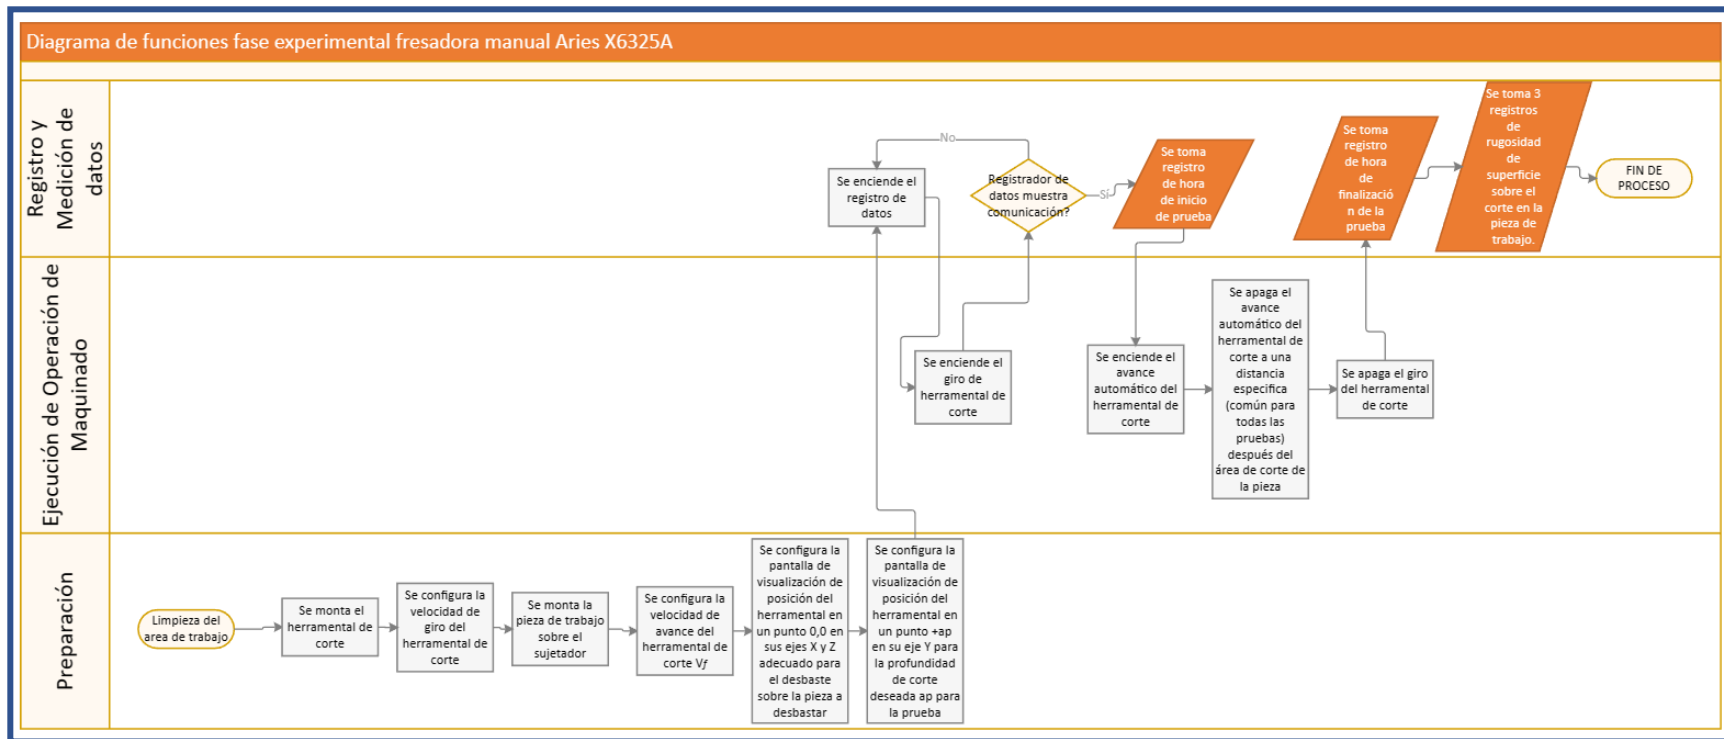 Diagrama de funciones fase experimental fresadora manual Aries X6325A
Registro y
Medición de
datos
Se enciende el
registro de
datos
No
Registrador de
datos muestra
comunicación?
Sí
Se toma
registro
de hora
de inicio
de prueba
Se toma
registro
de hora
de
finalizació
n de la
prueba
Se toma 3
registros
de
rugosidad
de
superficie
sobre el
corte en la
pieza de
trabajo.
FIN DE
PROCESO
Ejecución de Operación de
Maquinado
Se enciende el
giro de
herramental de
corte
Se enciende el
avance
automático del
herramental de
corte
Se apaga el
avance
automático del
herramental de
corte a una
distancia
especifica
(común para
todas las
pruebas)
después del
área de corte de
la pieza
Se apaga el giro
del herramental
de corte
Preparación
Limpieza del
area de trabajo
Se monta el
herramental de
corte
Se configura la
velocidad de
giro del
herramental de
corte
Se monta la
pieza de trabajo
sobre el
sujetador
Se configura la
velocidad de
avance del
herramental de
corte Vf
Se configura la
pantalla de
visualización de
posición del
herramental en
un punto 0,0 en
sus ejes X y Z
adecuado para
el desbaste
sobre la pieza a
desbastar
Se configura la
pantalla de
visualización de
posición del
herramental en
un punto +ap
en su eje Y para
la profundidad
de corte
deseada ap para
la prueba